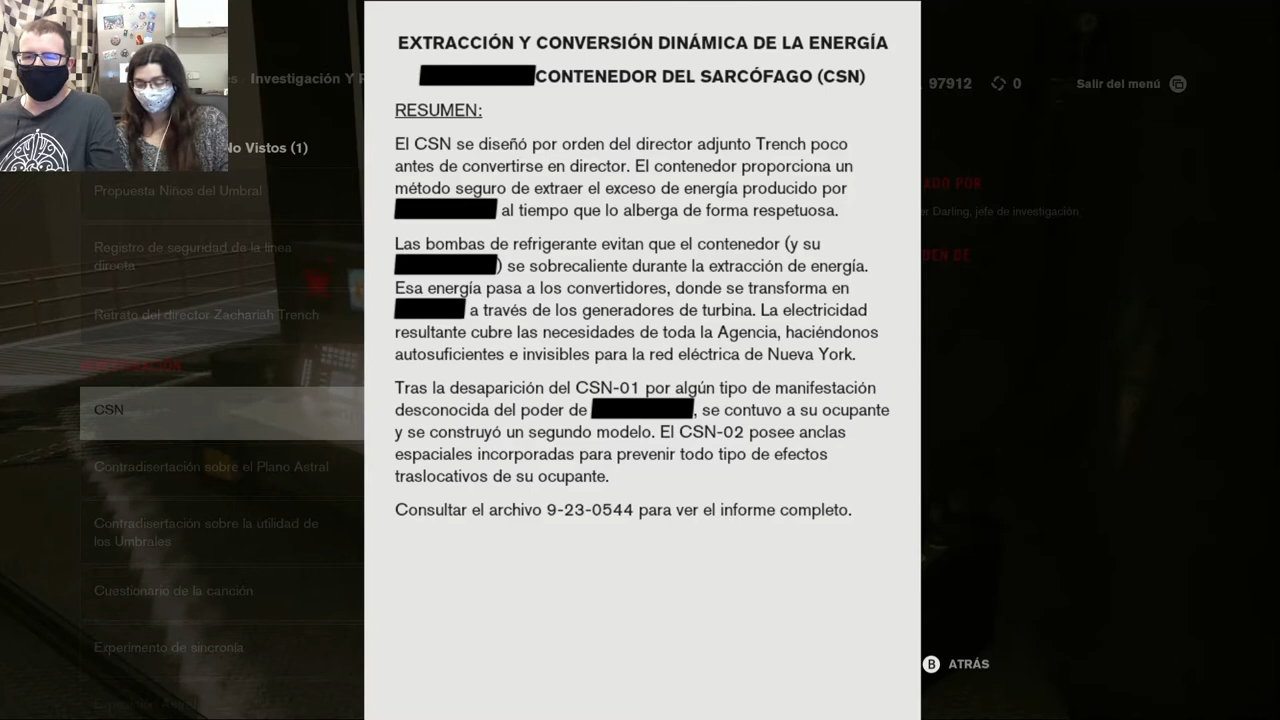 EXTRACCIÓN Y CONVERSIÓN DINÁMICA DE LA ENERGÍA
CONTENEDOR DEL SARCÓFAGO (CSN)
RESUMEN:
El CSN se diseñó por orden del director adjunto Trench poco
antes de convertirse en director. El contenedor proporciona un
método seguro de extraer el exceso de energía producido por
al tiempo que lo alberga de forma respetuosa.
Las bombas de refrigerante evitan que el contenedor (y su
) se sobrecaliente durante la extracción de energía.
Esa energía pasa a los convertidores, donde se transforma en
a través de los generadores de turbina. La electricidad
resultante cubre las necesidades de toda la Agencia, haciéndonos
autosuficientes e invisibles para la red eléctrica de Nueva York.
Tras la desaparición del CSN-01 por algún tipo de manifestación
desconocida del poder de , se contuvo a su ocupante
y se construyó un segundo modelo. El CSN-02 posee anclas
espaciales incorporadas para prevenir todo tipo de efectos
traslocativos de su ocupante.
Consultar el archivo 9-23-0544 para ver el informe completo.
Investigación Y
No Vistos (1)
Propuesta Niños del Umbral
Registro de seguridad de la línea
directa
Retrato del director Zachariah Trench
INVESTIGACIÓN
CSN
Contradisertación sobre el Plano Astral
Contradisertación sobre la utilidad de
los Umbrales
Cuestionario de la canción
Experimento de sincronía
97912
0
Salir del menú
ADO POR
Darling, jefe de investigación
DEN DE
B ATRÁS